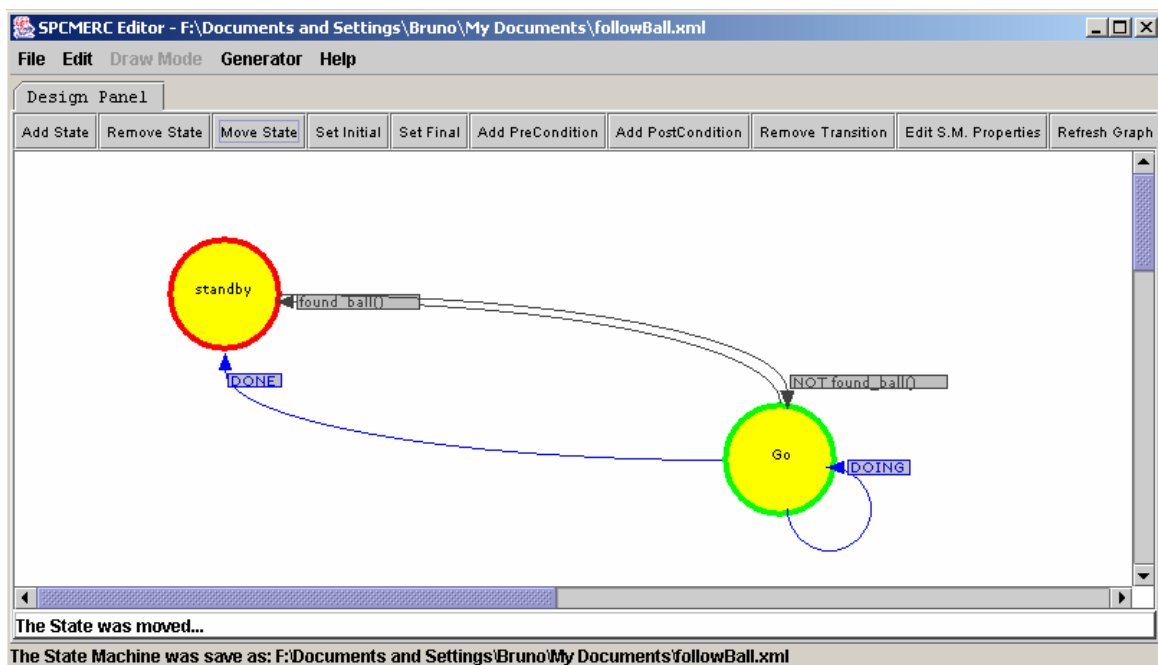 SPCMERC Editor - F:\Documents and Settings\Bruno\My Documents\followBall.xml
File Edit Draw Mode Generator Help
Design Panel
Add State Remove State Move State Set Initial Set Final Add PreCondition Add PostCondition Remove Transition Edit S.M. Properties Refresh Graph
standby
found_ball()
NOT found_ball()
DONE
Go
DOING
The State was moved...
The State Machine was save as: F:\Documents and Settings\Bruno\My Documents\followBall.xml